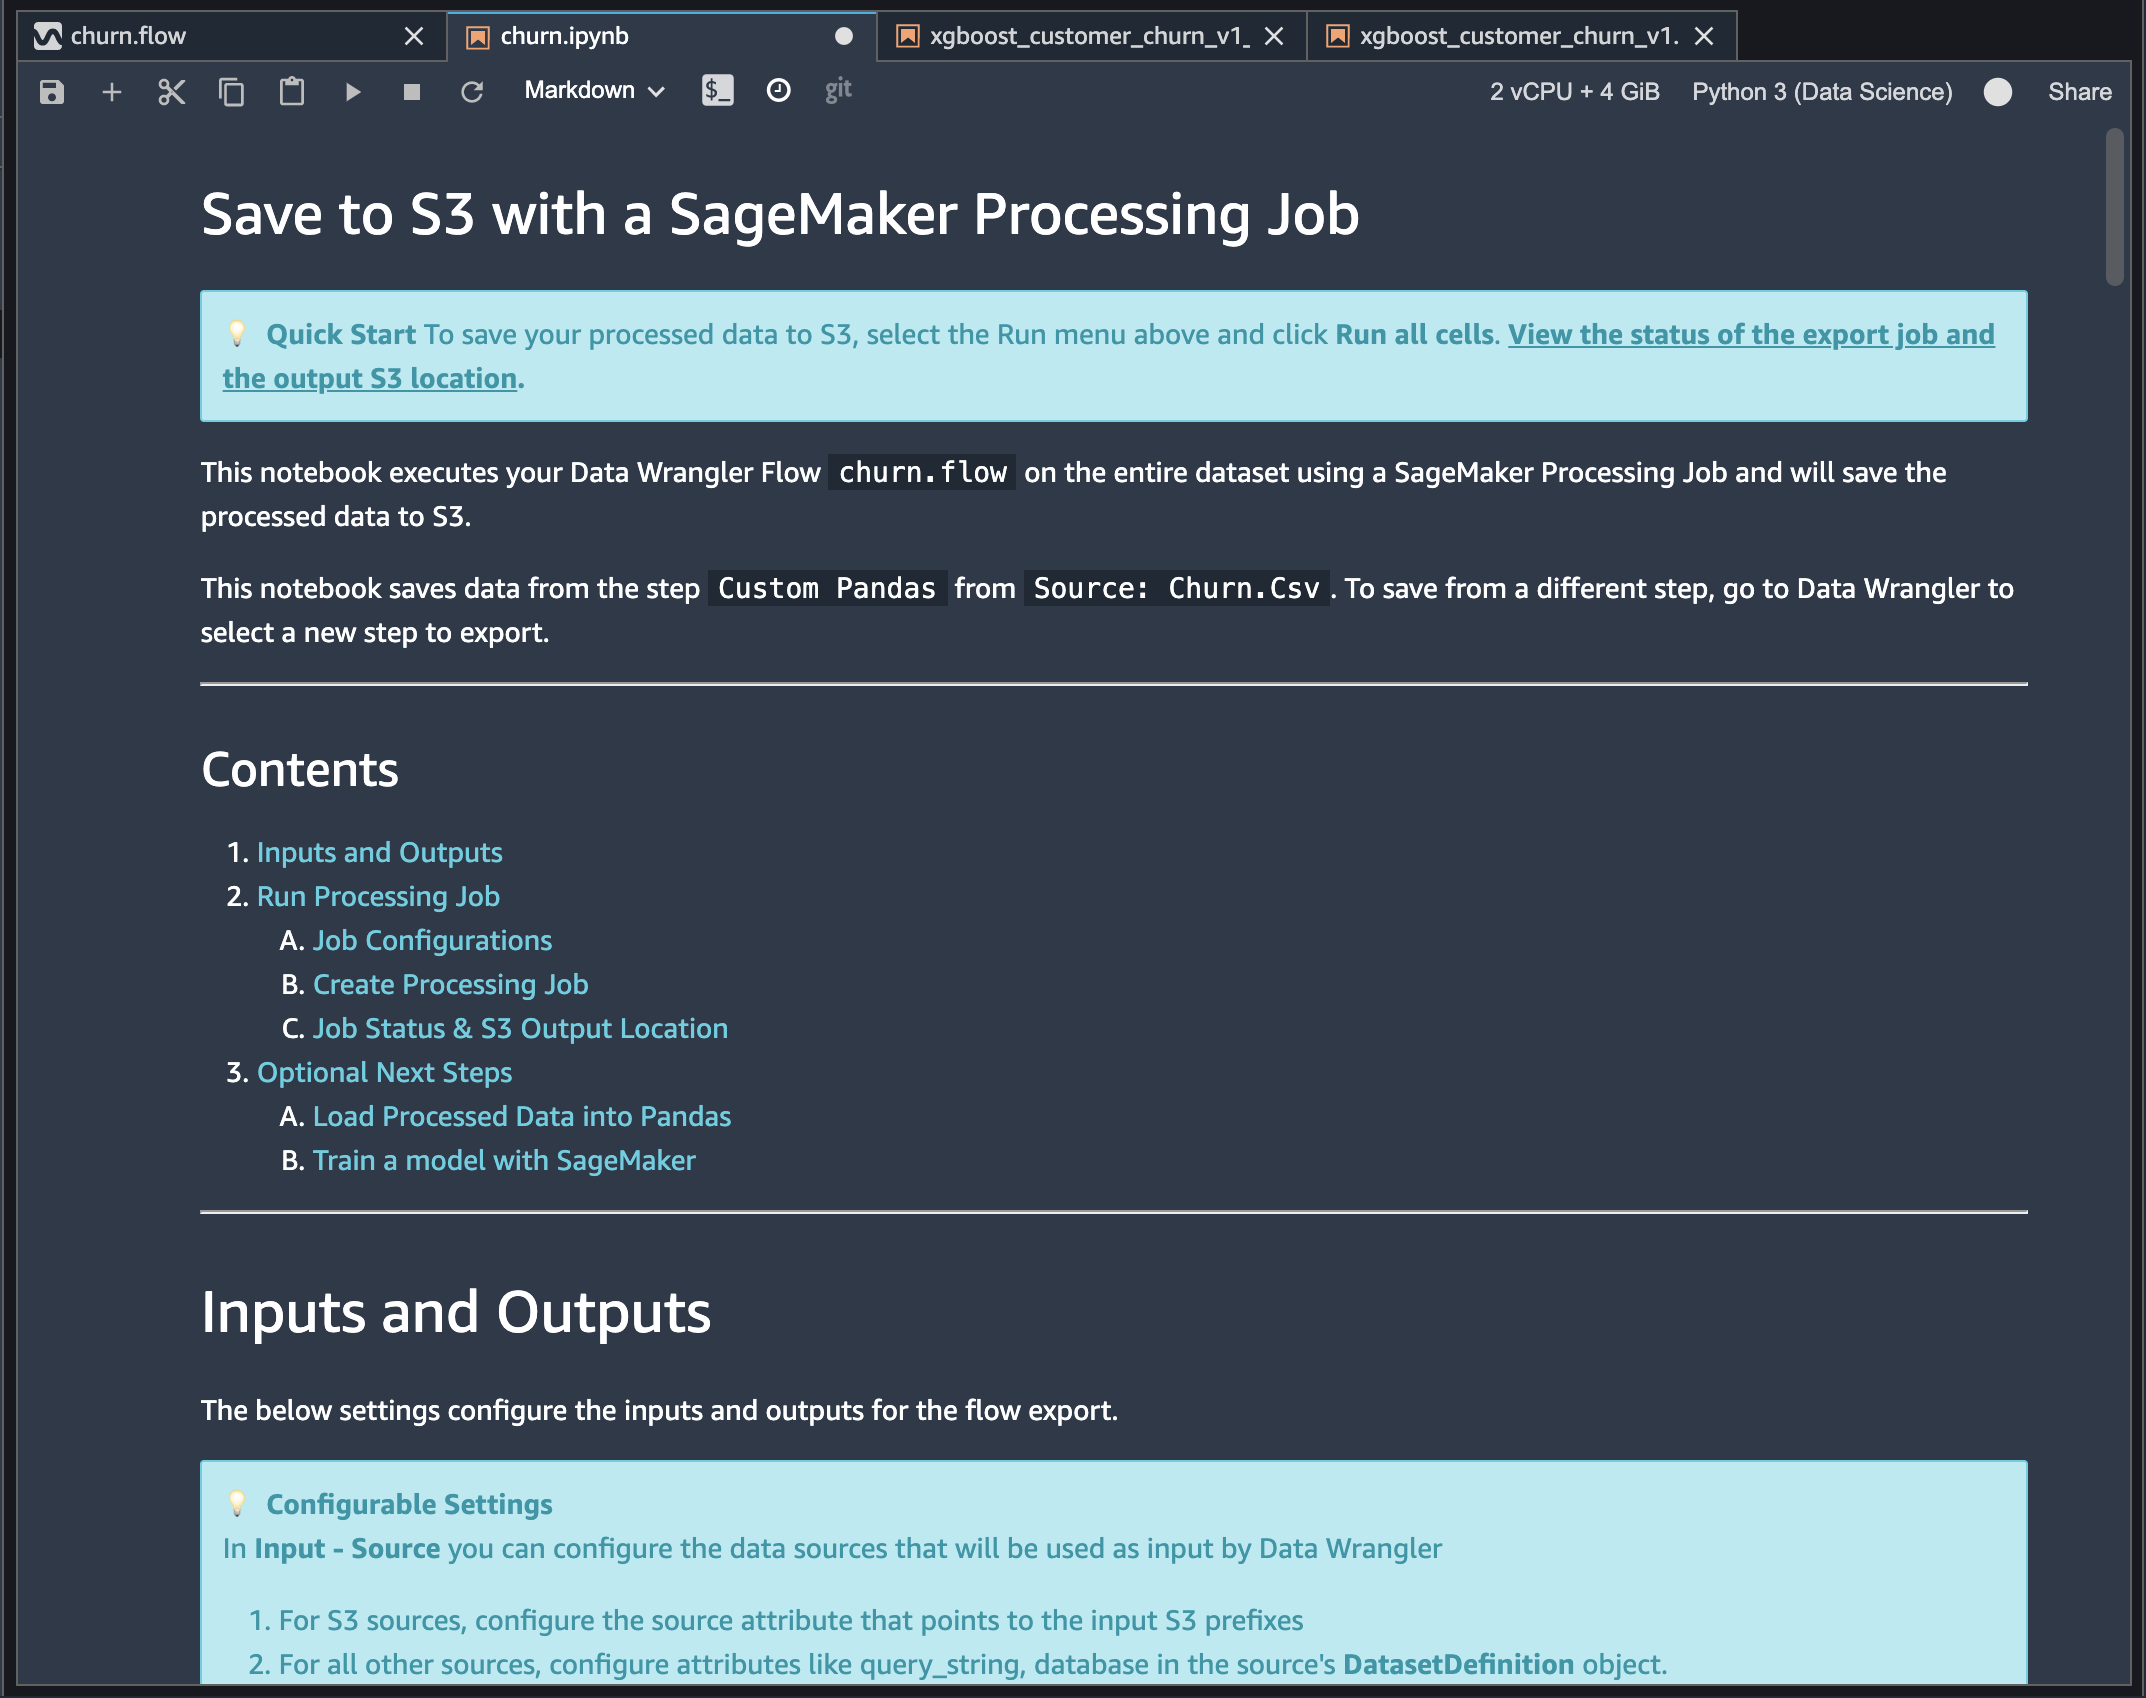 churn.flow
churn.ipynb
xgboost_customer_churn_v1_
xgboost_customer_churn_v1.
Markdown
$_
git
2 vCPU + 4 GiB
Python 3 (Data Science)
Share
Save to S3 with a SageMaker Processing Job
💡 Quick Start To save your processed data to S3, select the Run menu above and click Run all cells. View the status of the export job and
the output S3 location.
This notebook executes your Data Wrangler Flow churn.flow on the entire dataset using a SageMaker Processing Job and will save the
processed data to S3.
This notebook saves data from the step Custom Pandas from Source: Churn.Csv. To save from a different step, go to Data Wrangler to
select a new step to export.
Contents
1. Inputs and Outputs
2. Run Processing Job
A. Job Configurations
B. Create Processing Job
C. Job Status & S3 Output Location
3. Optional Next Steps
A. Load Processed Data into Pandas
B. Train a model with SageMaker
Inputs and Outputs
The below settings configure the inputs and outputs for the flow export.
💡 Configurable Settings
In Input - Source you can configure the data sources that will be used as input by Data Wrangler
1. For S3 sources, configure the source attribute that points to the input S3 prefixes
2. For all other sources, configure attributes like query_string, database in the source's DatasetDefinition object.